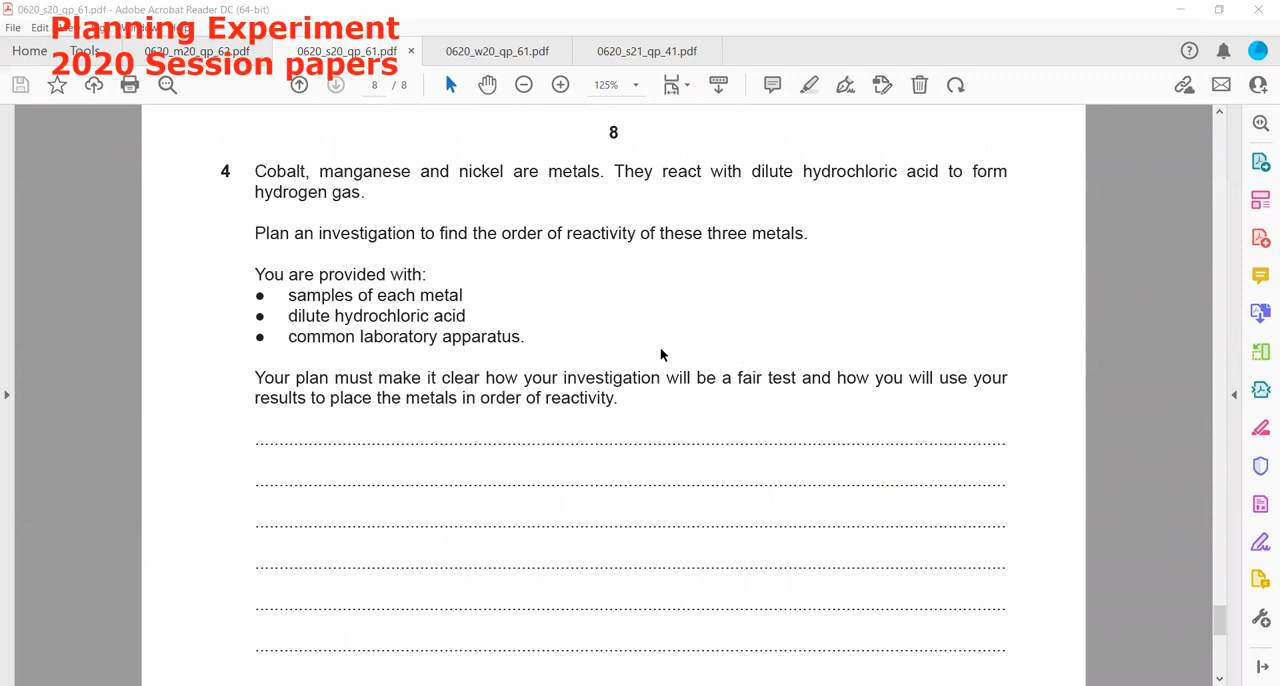 0620_s20_qp_61.pdf - Adobe Acrobat Reader DC (64-bit)
File Edit Window
Planning Experiment
2020 Session papers
Home Tools 0620_m20_qp_62.pdf 0620_s20_qp_61.pdf × 0620_w20_qp_61.pdf 0620_s21_qp_41.pdf
8 / 8 125%
8
4 Cobalt, manganese and nickel are metals. They react with dilute hydrochloric acid to form
hydrogen gas.
Plan an investigation to find the order of reactivity of these three metals.
You are provided with:
● samples of each metal
● dilute hydrochloric acid
● common laboratory apparatus.
Your plan must make it clear how your investigation will be a fair test and how you will use your
results to place the metals in order of reactivity.